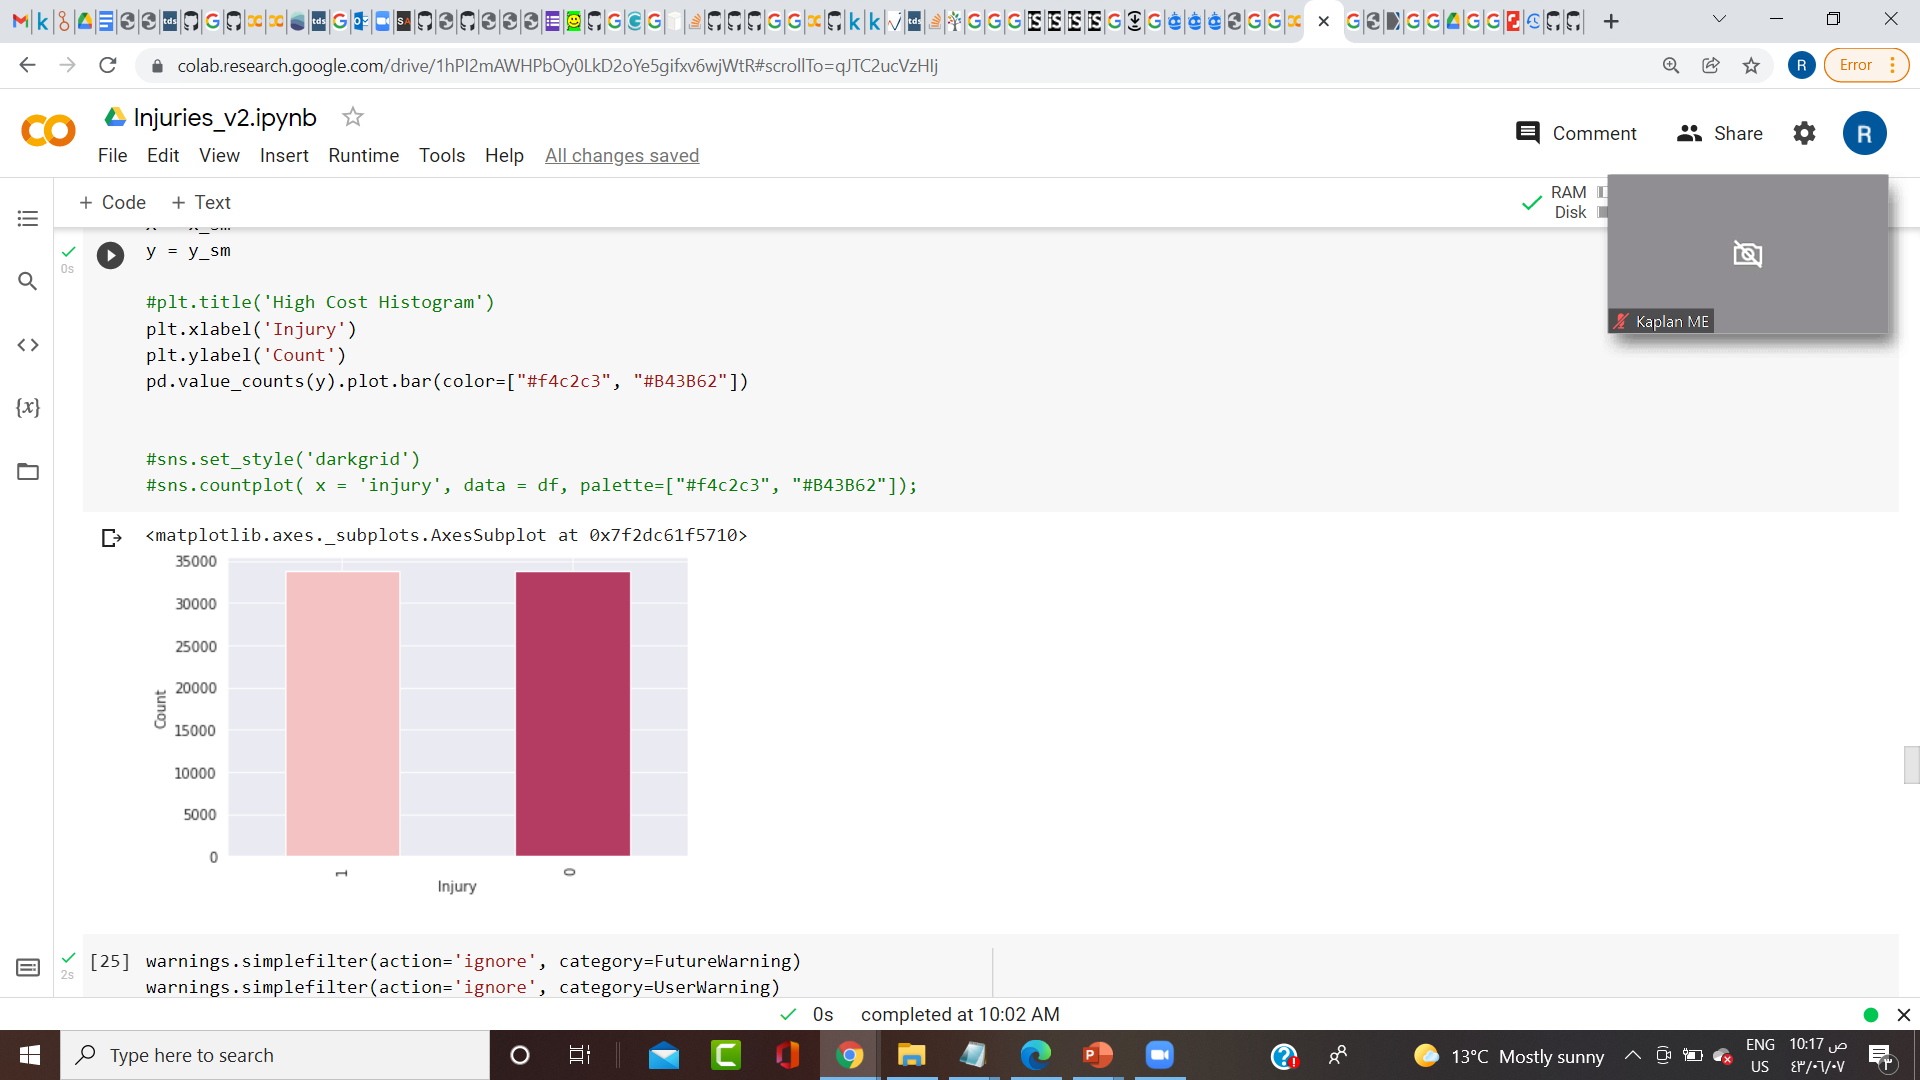 colab.research.google.com/drive/1hPI2mAWHPbOy0LkD2oYe5gifxv6wjWtR#scrollTo=qJTC2ucVzHIj
R
Error
Injuries_v2.ipynb
Comment
Share
R
File Edit View Insert Runtime Tools Help All changes saved
+ Code + Text
RAM
Disk
Kaplan ME
0s
y = y_sm
#plt.title('High Cost Histogram')
plt.xlabel('Injury')
plt.ylabel('Count')
pd.value_counts(y).plot.bar(color=["#f4c2c3", "#B43B62"])
#sns.set_style('darkgrid')
#sns.countplot( x = 'injury', data = df, palette=["#f4c2c3", "#B43B62"]);
<matplotlib.axes._subplots.AxesSubplot at 0x7f2dc61f5710>
35000
30000
25000
20000
15000
10000
5000
0
Count
1
0
Injury
2s
[25] warnings.simplefilter(action='ignore', category=FutureWarning)
warnings.simplefilter(action='ignore', category=UserWarning)
0s completed at 10:02 AM
Type here to search
13°C Mostly sunny
ENG
US
10:17 ص
٤٣/٠٦/٠٧
٣